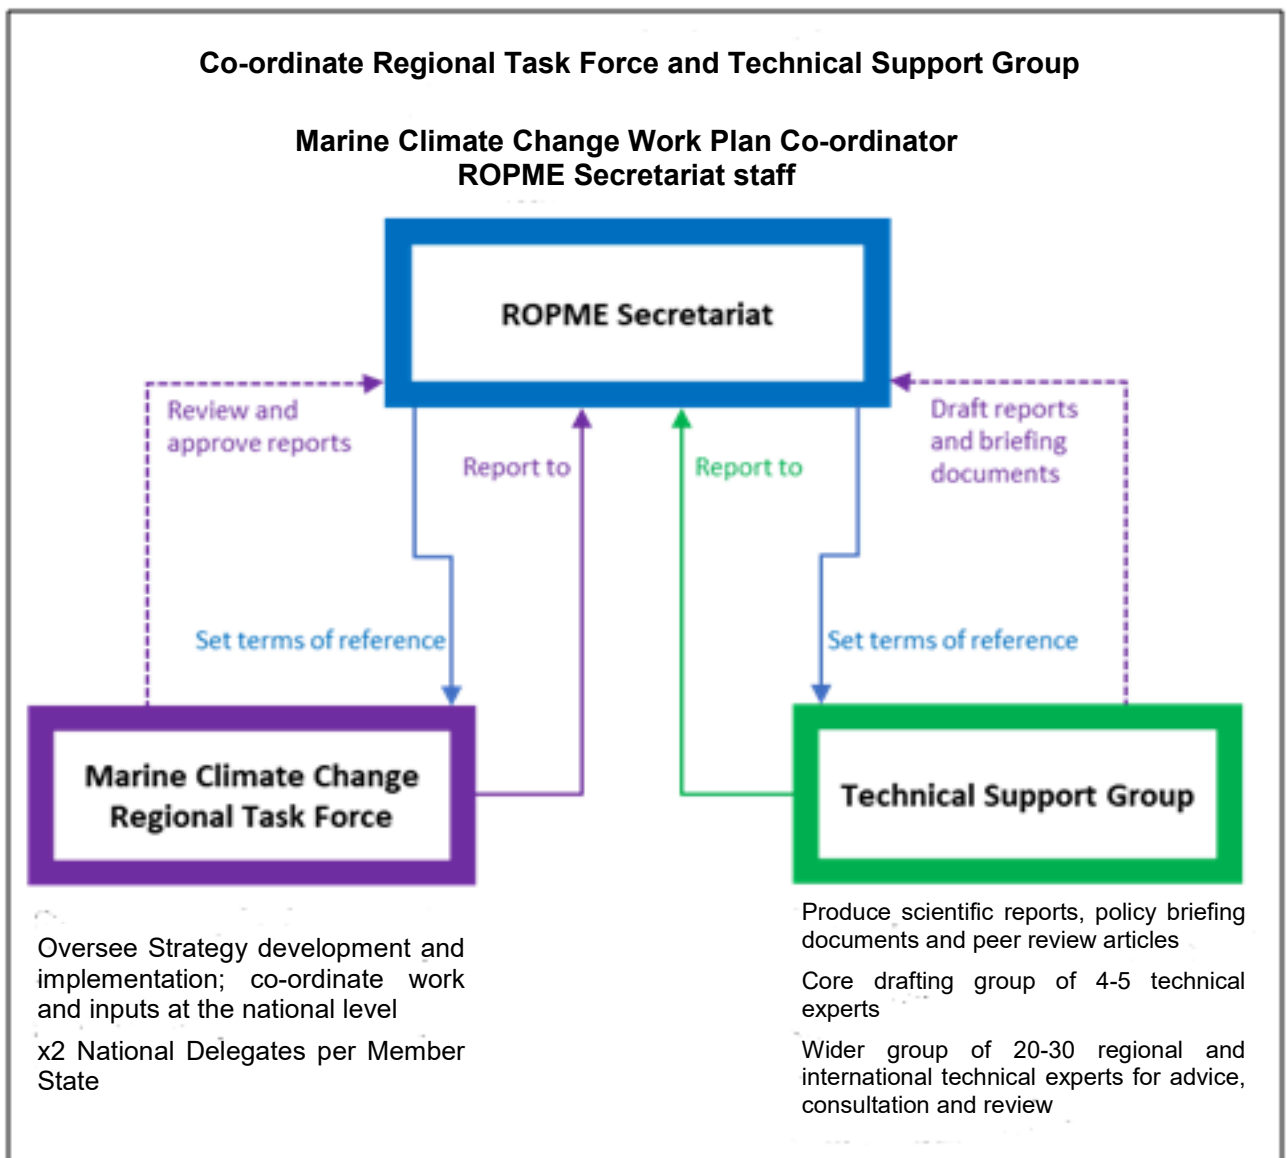 Co-ordinate Regional Task Force and Technical Support Group
Marine Climate Change Work Plan Co-ordinator
ROPME Secretariat staff
ROPME Secretariat
Review and
approve reports
Report to
Report to
Draft reports
and briefing
documents
Set terms of reference
Set terms of reference
Marine Climate Change
Regional Task Force
Technical Support Group
Oversee Strategy development and
implementation; co-ordinate work
and inputs at the national level
x2 National Delegates per Member
State
Produce scientific reports, policy briefing
documents and peer review articles
Core drafting group of 4-5 technical
experts
Wider group of 20-30 regional and
international technical experts for advice,
consultation and review